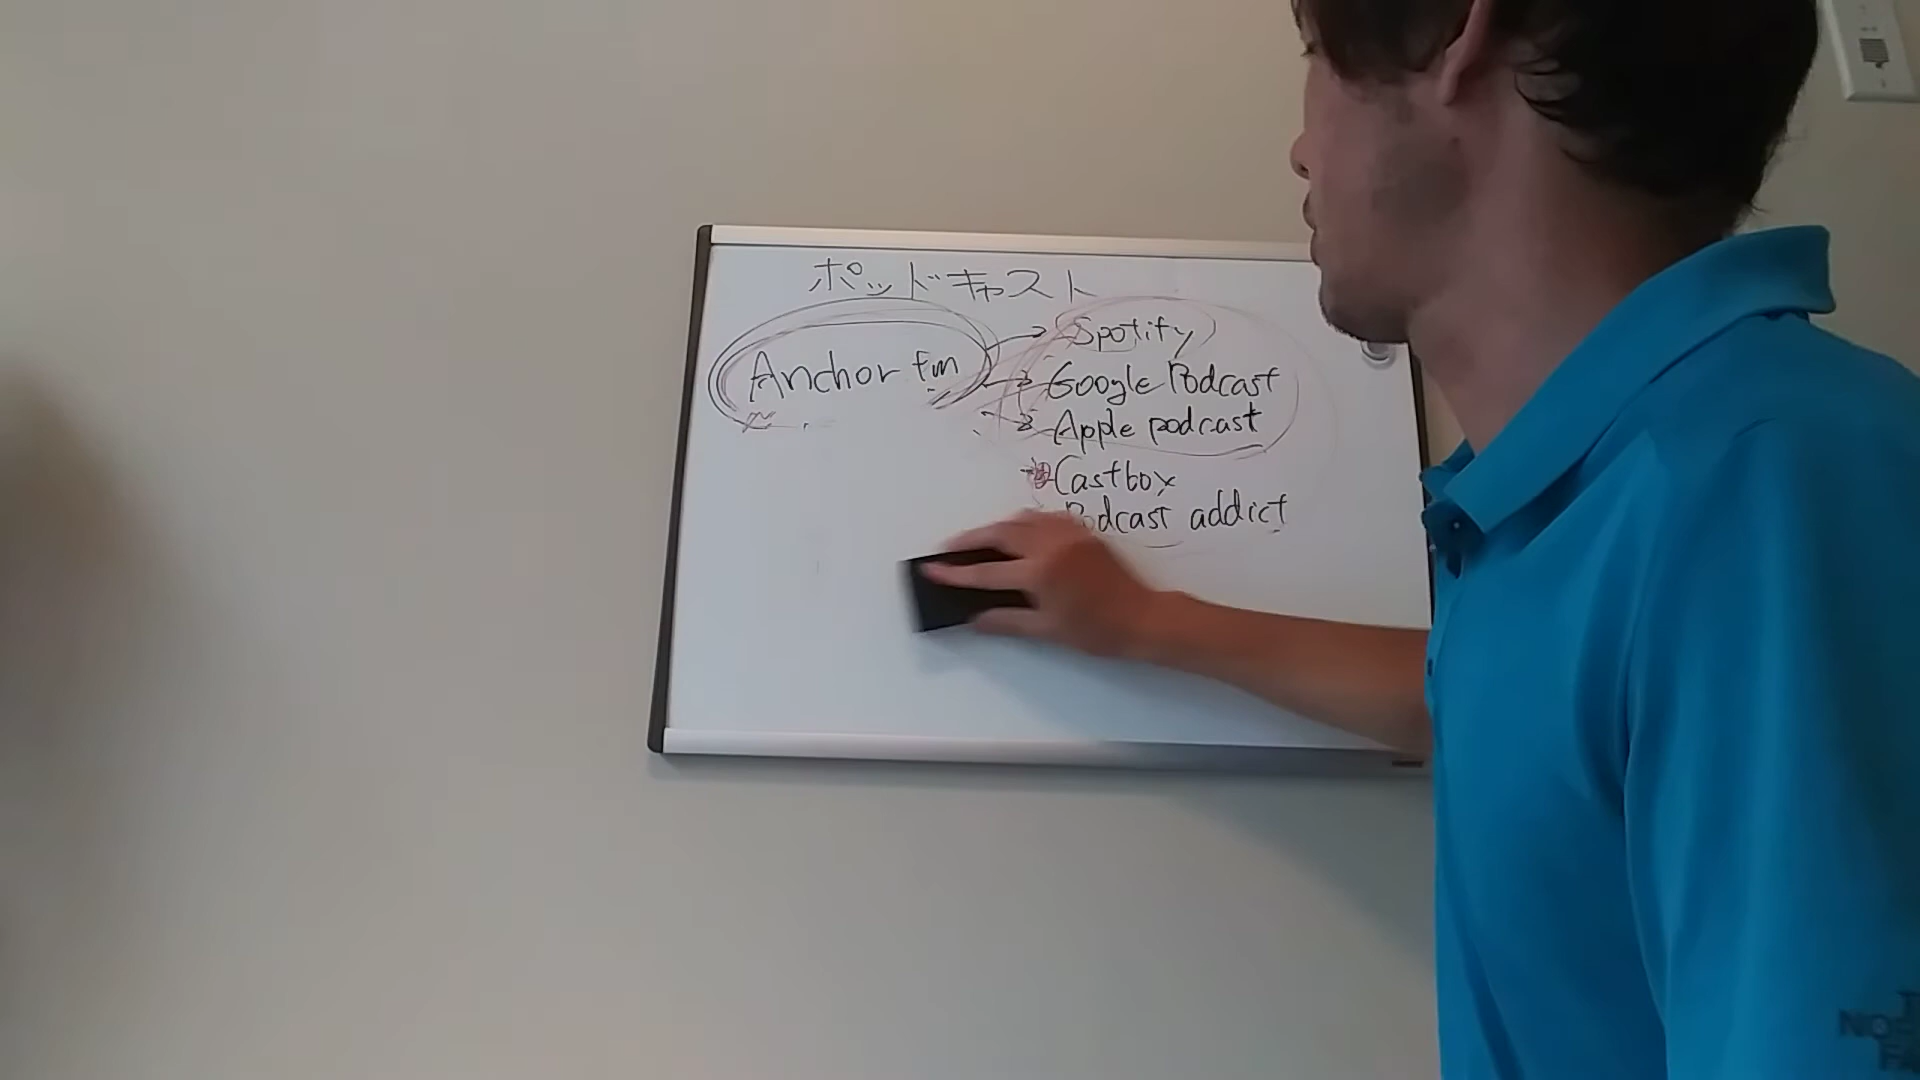 ポッドキャスト
Anchor fm
Spotify
Google Podcast
Apple podcast
Castbox
Podcast addict